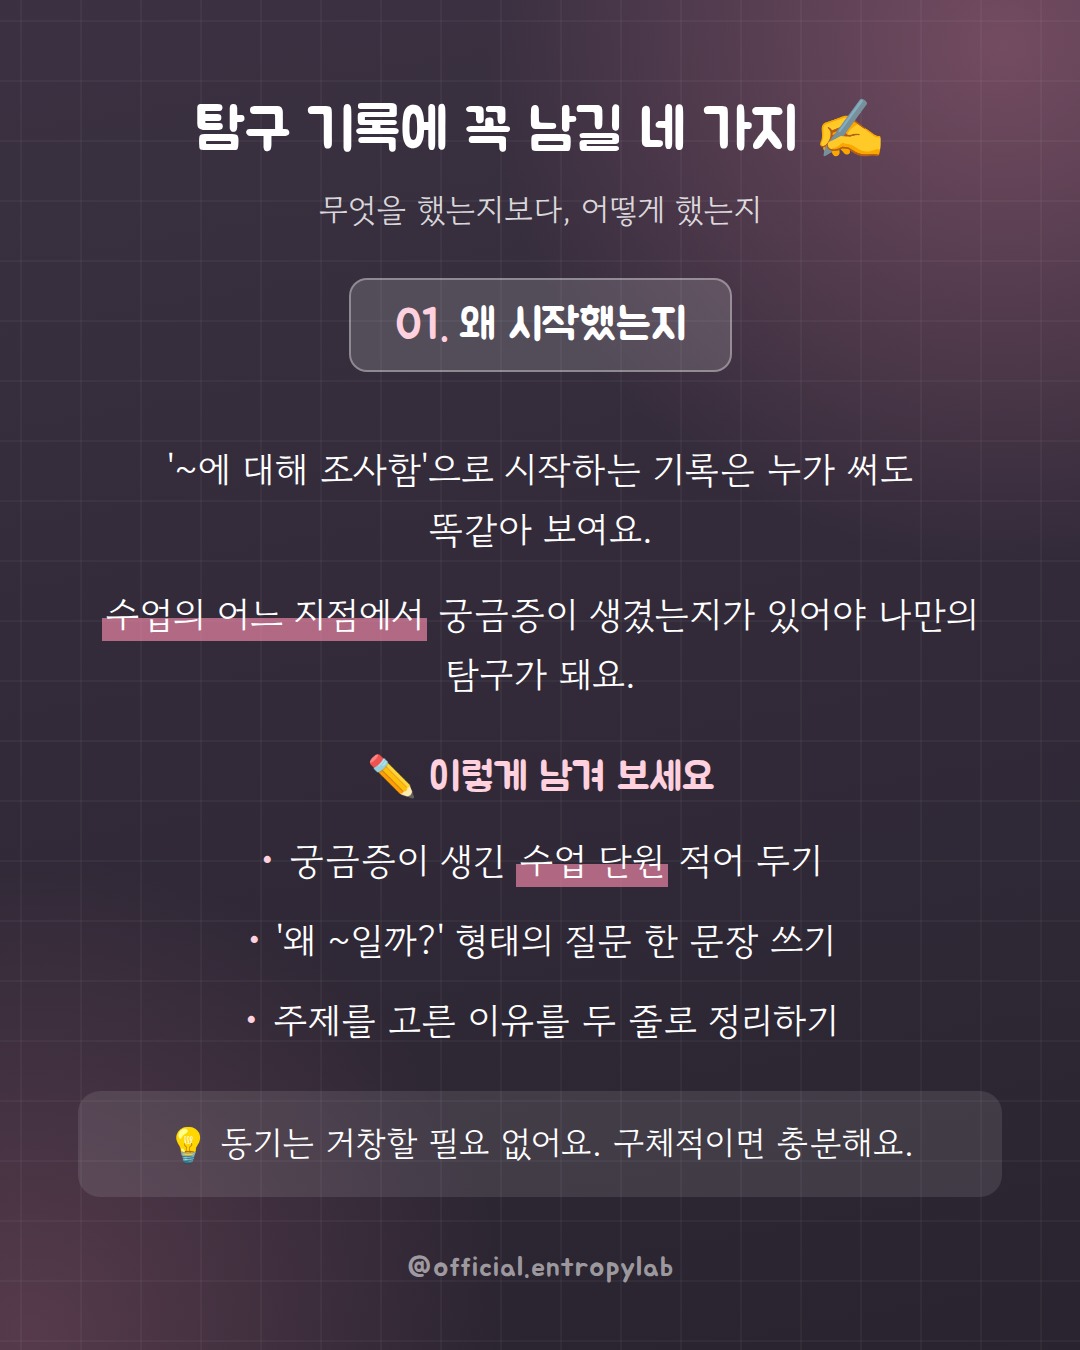 탐구 기록에 꼭 남길 네 가지 ✍️
무엇을 했는지보다, 어떻게 했는지
01. 왜 시작했는지
'~에 대해 조사함'으로 시작하는 기록은 누가 써도
똑같아 보여요.
수업의 어느 지점에서 궁금증이 생겼는지가 있어야 나만의
탐구가 돼요.
✏️ 이렇게 남겨 보세요
• 궁금증이 생긴 수업 단원 적어 두기
• '왜 ~일까?' 형태의 질문 한 문장 쓰기
• 주제를 고른 이유를 두 줄로 정리하기
💡 동기는 거창할 필요 없어요. 구체적이면 충분해요.
@official.entropylab